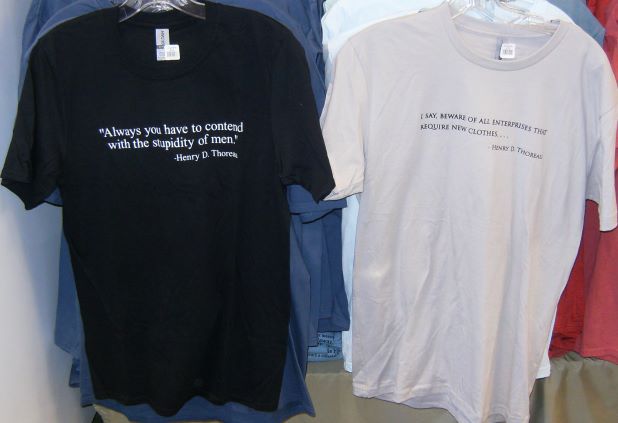 "Always you have to contend
with the stupidity of men."
-Henry D. Thoreau
I SAY, BEWARE OF ALL ENTERPRISES THAT
REQUIRE NEW CLOTHES. . . .
- HENRY D. THOREAU